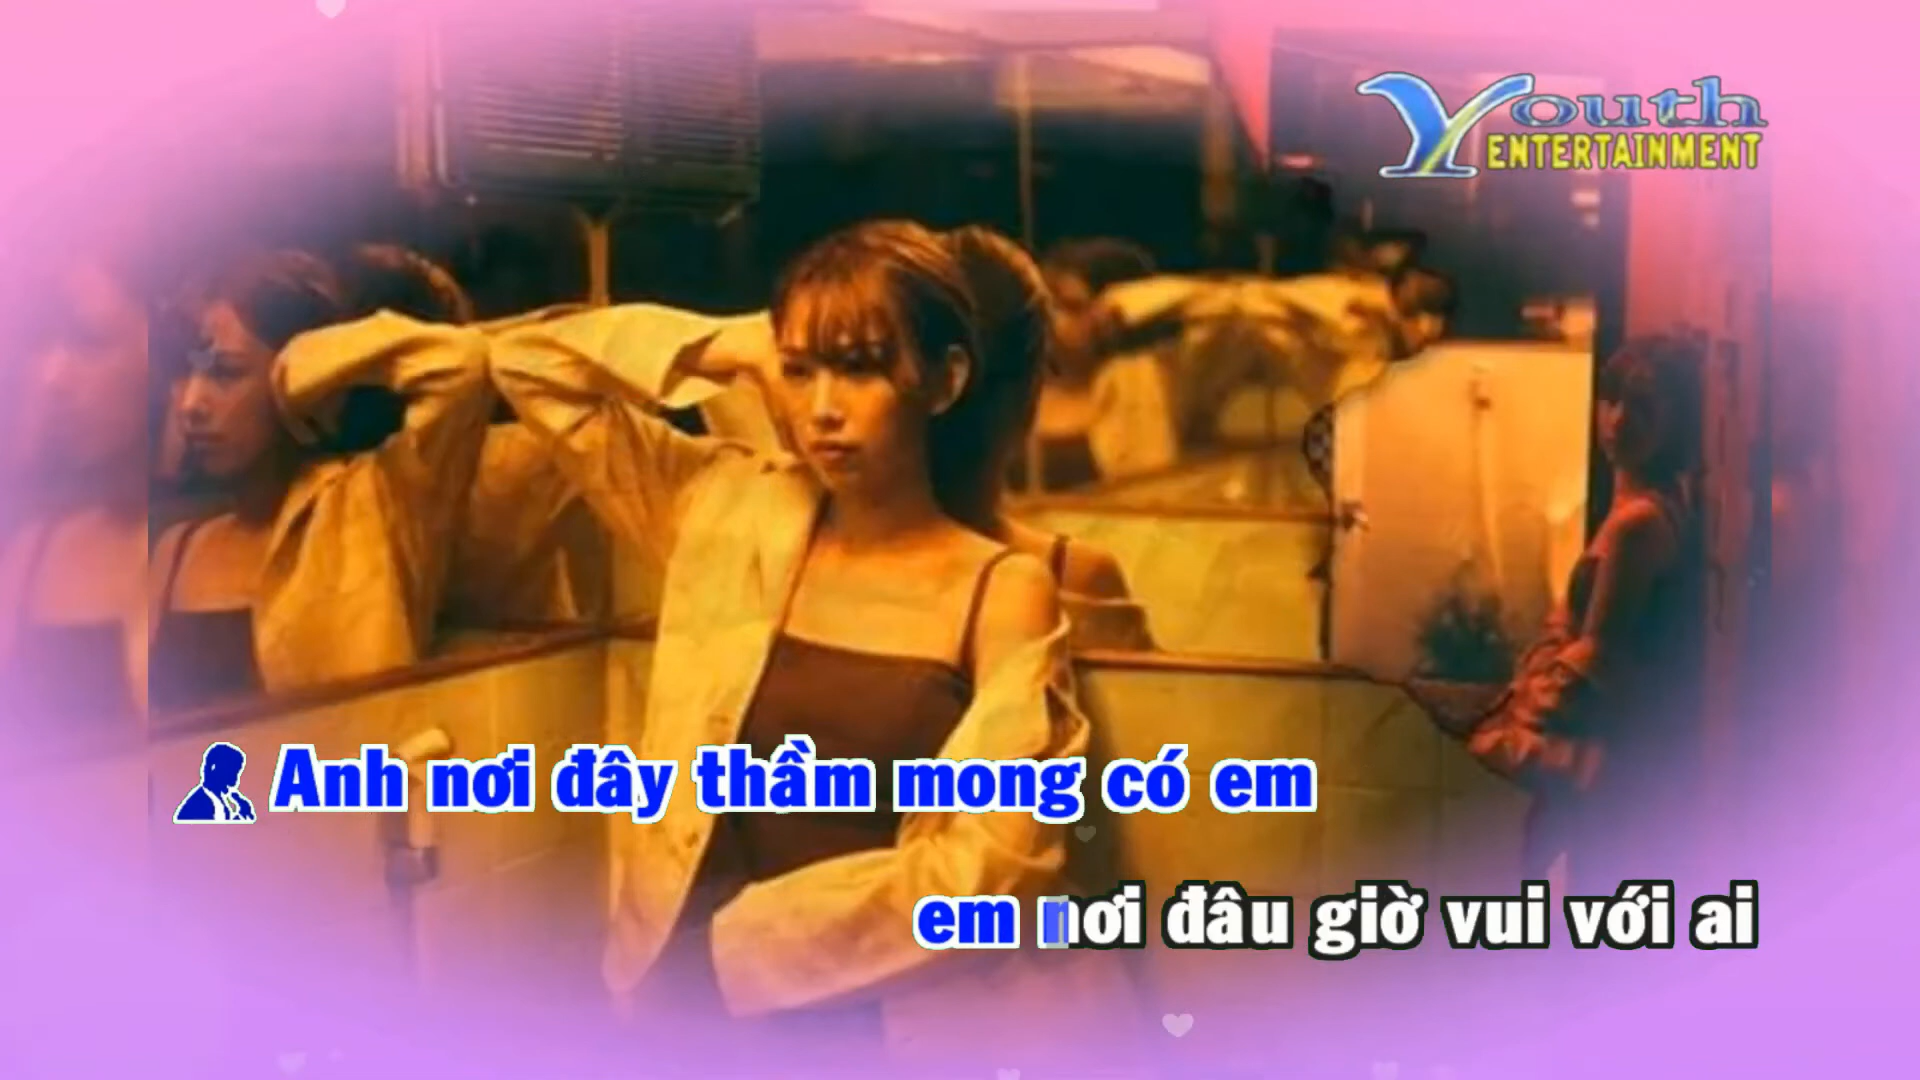 Youth
ENTERTAINMENT
Anh nơi đây thầm mong có em
em nơi đâu giờ vui với ai